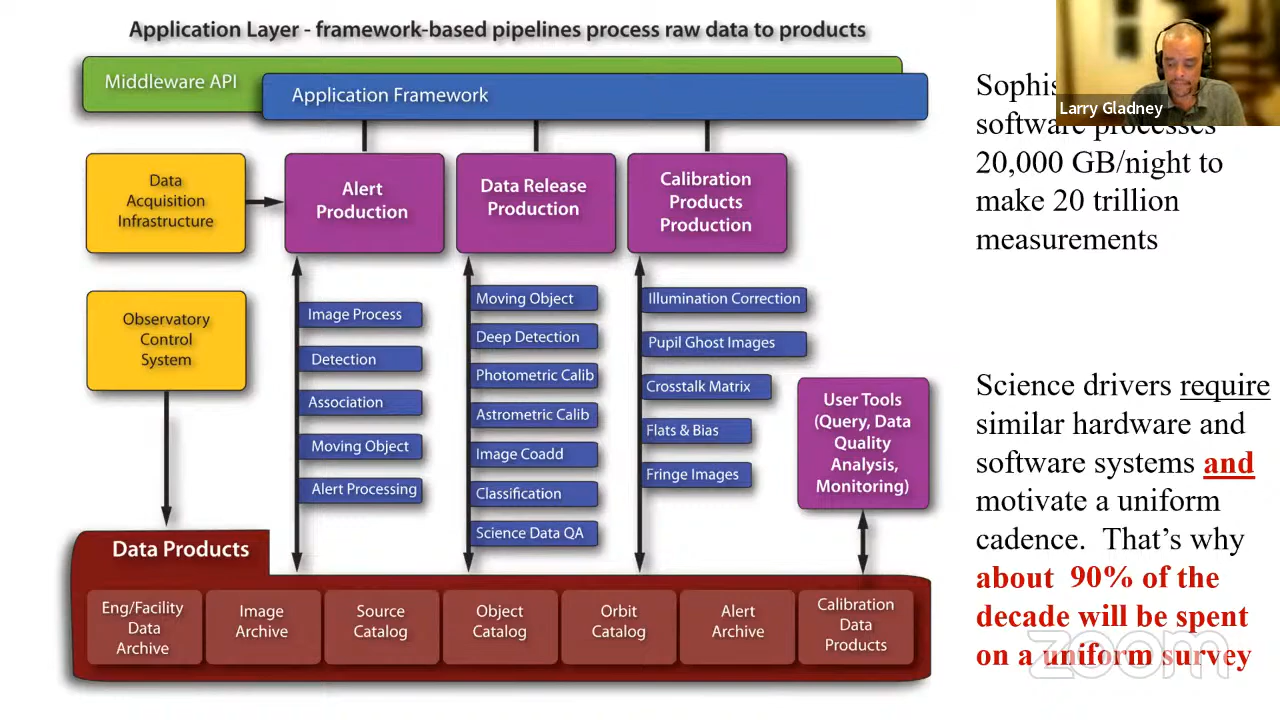 Application Layer - framework-based pipelines process raw data to products
Middleware API
Application Framework
Data
Acquisition
Infrastructure
Alert
Production
Data Release
Production
Calibration
Products
Production
Observatory
Control
System
Image Process
Detection
Association
Moving Object
Alert Processing
Moving Object
Deep Detection
Photometric Calib
Astrometric Calib
Image Coadd
Classification
Science Data QA
Illumination Correction
Pupil Ghost Images
Crosstalk Matrix
Flats & Bias
Fringe Images
User Tools
(Query, Data
Quality
Analysis,
Monitoring)
Data Products
Eng/Facility
Data
Archive
Image
Archive
Source
Catalog
Object
Catalog
Orbit
Catalog
Alert
Archive
Calibration
Data
Products
Larry Gladney
software processes
20,000 GB/night to
make 20 trillion
measurements
Science drivers require
similar hardware and
software systems and
motivate a uniform
cadence. That's why
about 90% of the
decade will be spent
on a uniform survey
zoom